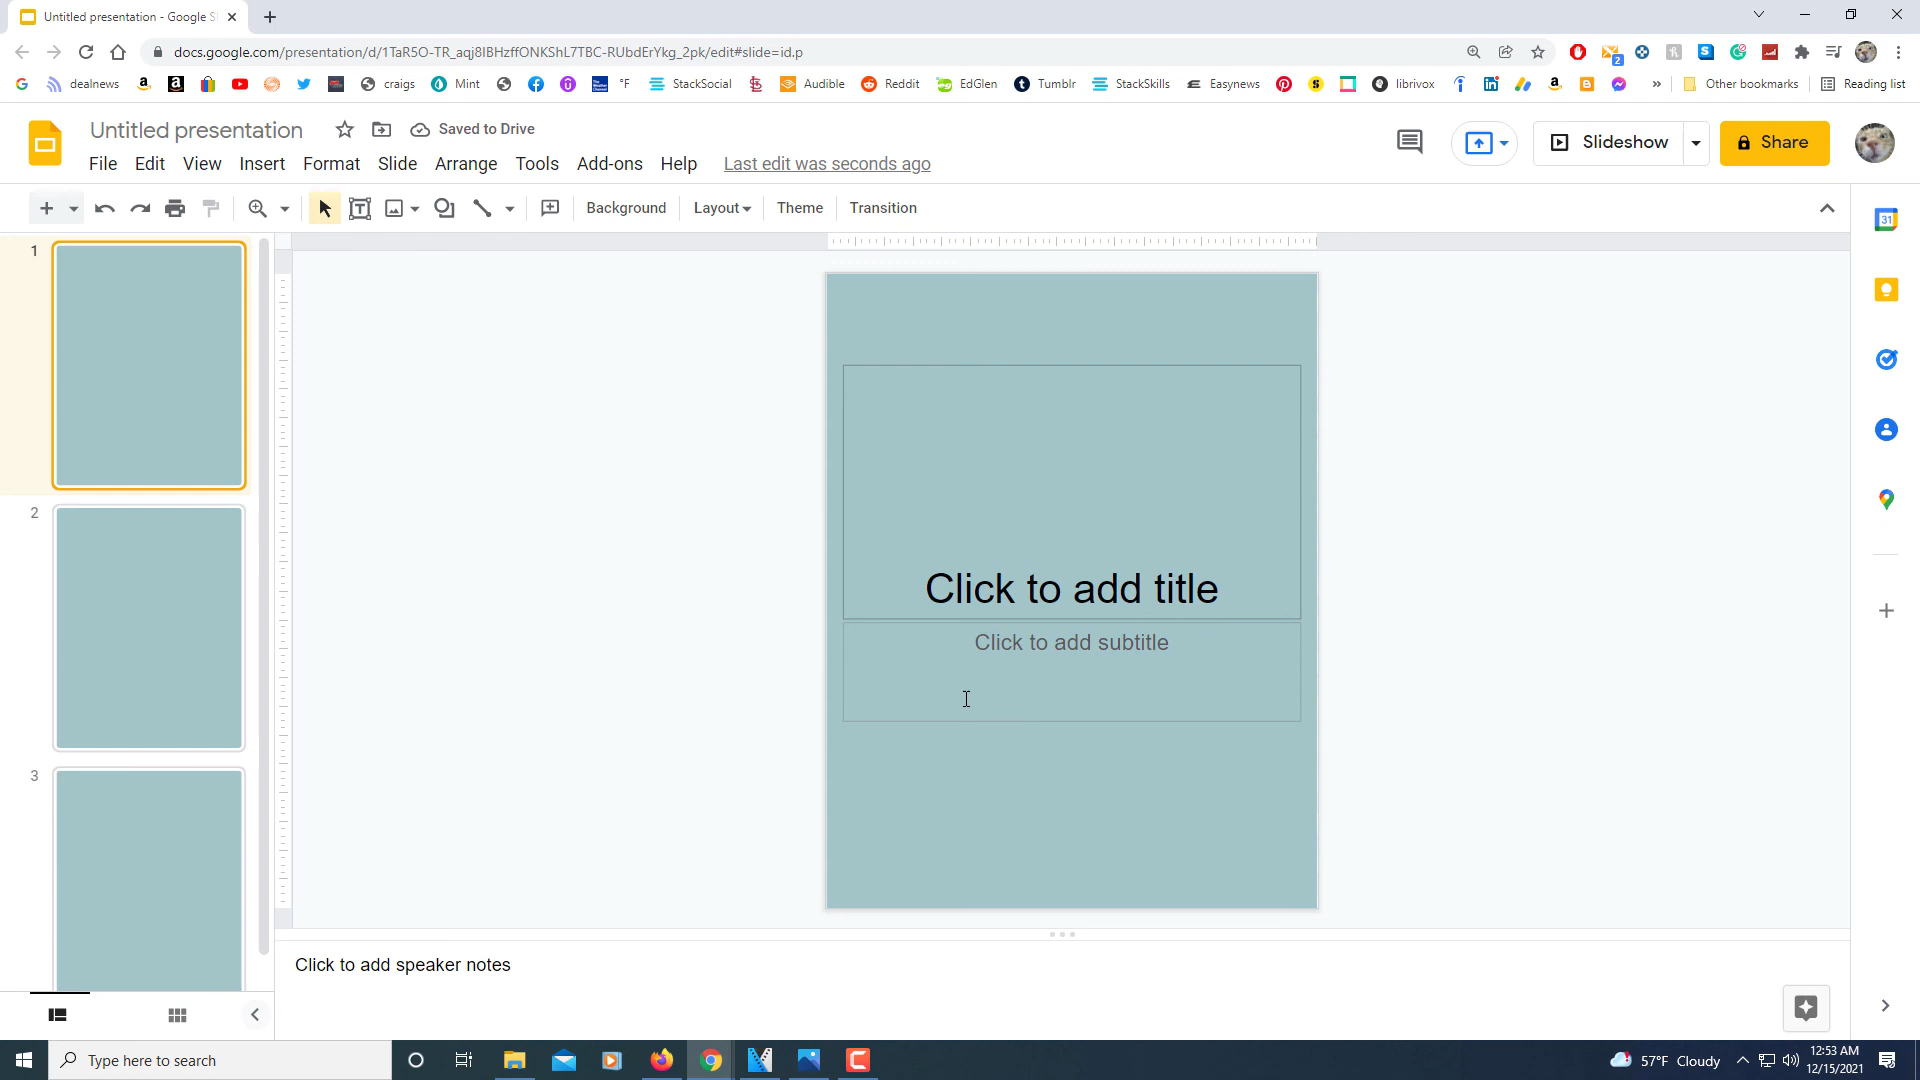 Untitled presentation - Google S
docs.google.com/presentation/d/1TaR5O-TR_aqj8IBHzffONKShL7TBC-RUbdErYkg_2pk/edit#slide=id.p
2
dealnews
craigs
Mint
°F
StackSocial
Audible
Reddit
EdGlen
Tumblr
StackSkills
Easynews
librivox
Other bookmarks
Reading list
Untitled presentation
Saved to Drive
File Edit View Insert Format Slide Arrange Tools Add-ons Help Last edit was seconds ago
Slideshow
Share
Background Layout Theme Transition
31
1
2
3
Click to add title
Click to add subtitle
Click to add speaker notes
Type here to search
57°F Cloudy
12:53 AM
12/15/2021